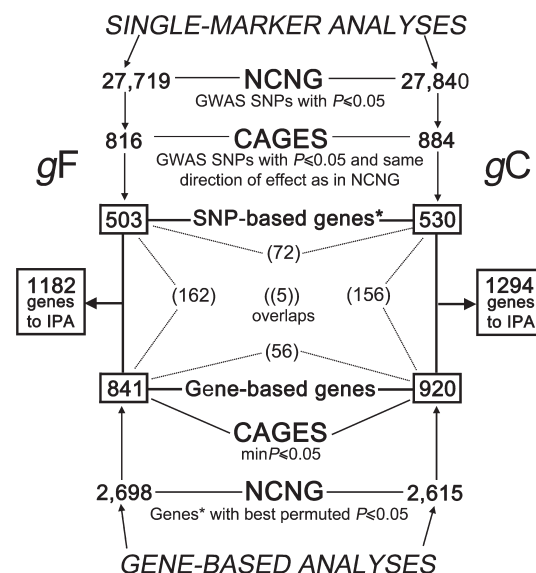 SINGLE-MARKER ANALYSES
27,719 NCNG 27,840
GWAS SNPs with P⩽0.05
816 CAGES 884
GWAS SNPs with P⩽0.05 and same
direction of effect as in NCNG
gF gC
503 SNP-based genes* 530
(72)
1182
genes
to IPA
(162) ((5)) (156)
overlaps
1294
genes
to IPA
(56)
841 Gene-based genes 920
CAGES
minP⩽0.05
2,698 NCNG 2,615
Genes* with best permuted P⩽0.05
GENE-BASED ANALYSES